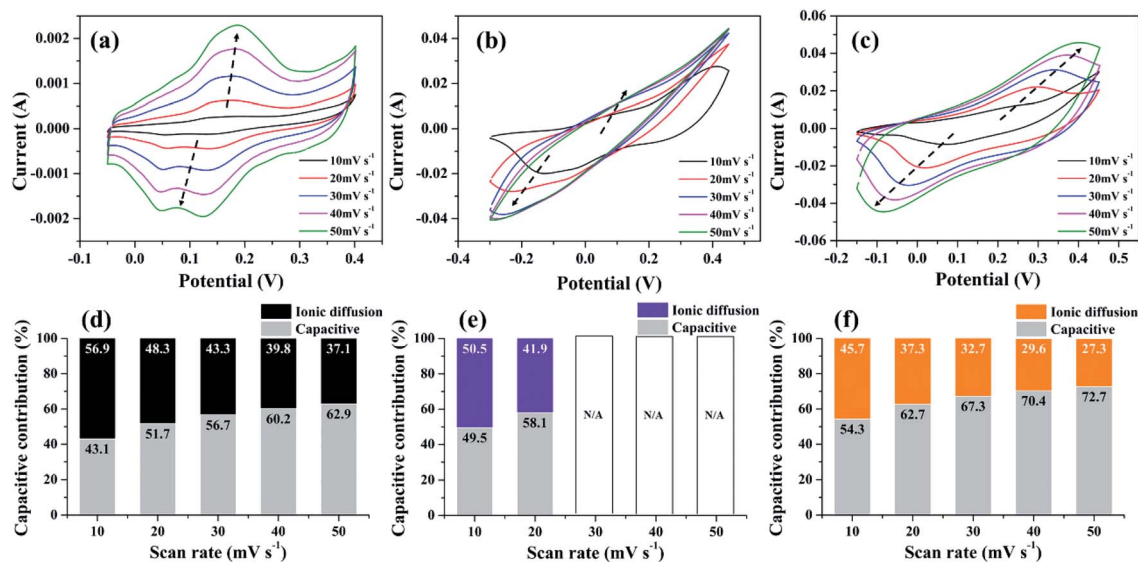 (a)
Current (A)
0.002
0.001
0.000
-0.001
-0.002
10mV s⁻¹
20mV s⁻¹
30mV s⁻¹
40mV s⁻¹
50mV s⁻¹
-0.1 0.0 0.1 0.2 0.3 0.4 0.5
Potential (V)
(b)
Current (A)
0.04
0.02
0.00
-0.02
-0.04
10mV s⁻¹
20mV s⁻¹
30mV s⁻¹
40mV s⁻¹
50mV s⁻¹
-0.4 -0.2 0.0 0.2 0.4
Potential (V)
(c)
Current (A)
0.06
0.04
0.02
0.00
-0.02
-0.04
-0.06
10mV s⁻¹
20mV s⁻¹
30mV s⁻¹
40mV s⁻¹
50mV s⁻¹
-0.2 -0.1 0.0 0.1 0.2 0.3 0.4 0.5
Potential (V)
(d)
Ionic diffusion
Capacitive
Capacitive contribution (%)
100
80
60
40
20
0
56.9 48.3 43.3 39.8 37.1
43.1 51.7 56.7 60.2 62.9
10 20 30 40 50
Scan rate (mV s⁻¹)
(e)
Ionic diffusion
Capacitive
Capacitive contribution (%)
100
80
60
40
20
0
50.5 41.9
N/A N/A N/A
49.5 58.1
10 20 30 40 50
Scan rate (mV s⁻¹)
(f)
Ionic diffusion
Capacitive
Capacitive contribution (%)
100
80
60
40
20
0
45.7 37.3 32.7 29.6 27.3
54.3 62.7 67.3 70.4 72.7
10 20 30 40 50
Scan rate (mV s⁻¹)